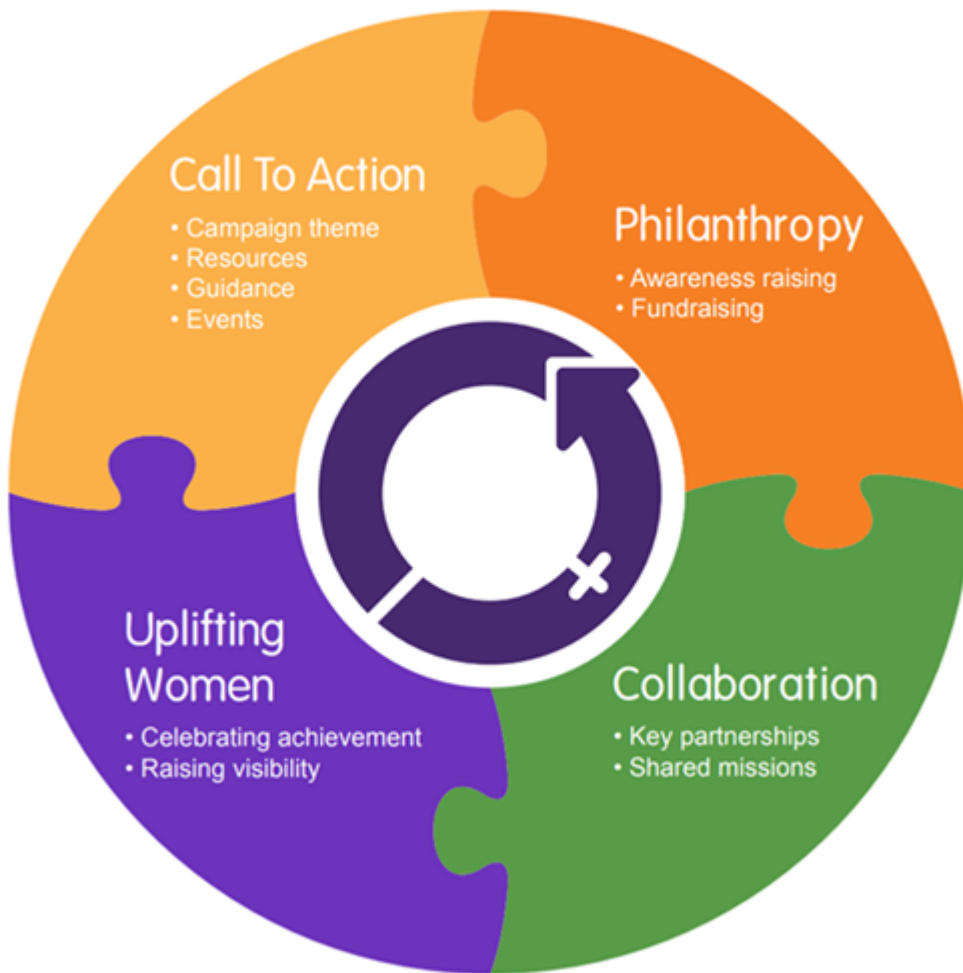 Call To Action
• Campaign theme
• Resources
• Guidance
• Events
Philanthropy
• Awareness raising
• Fundraising
Uplifting
Women
• Celebrating achievement
• Raising visibility
Collaboration
• Key partnerships
• Shared missions